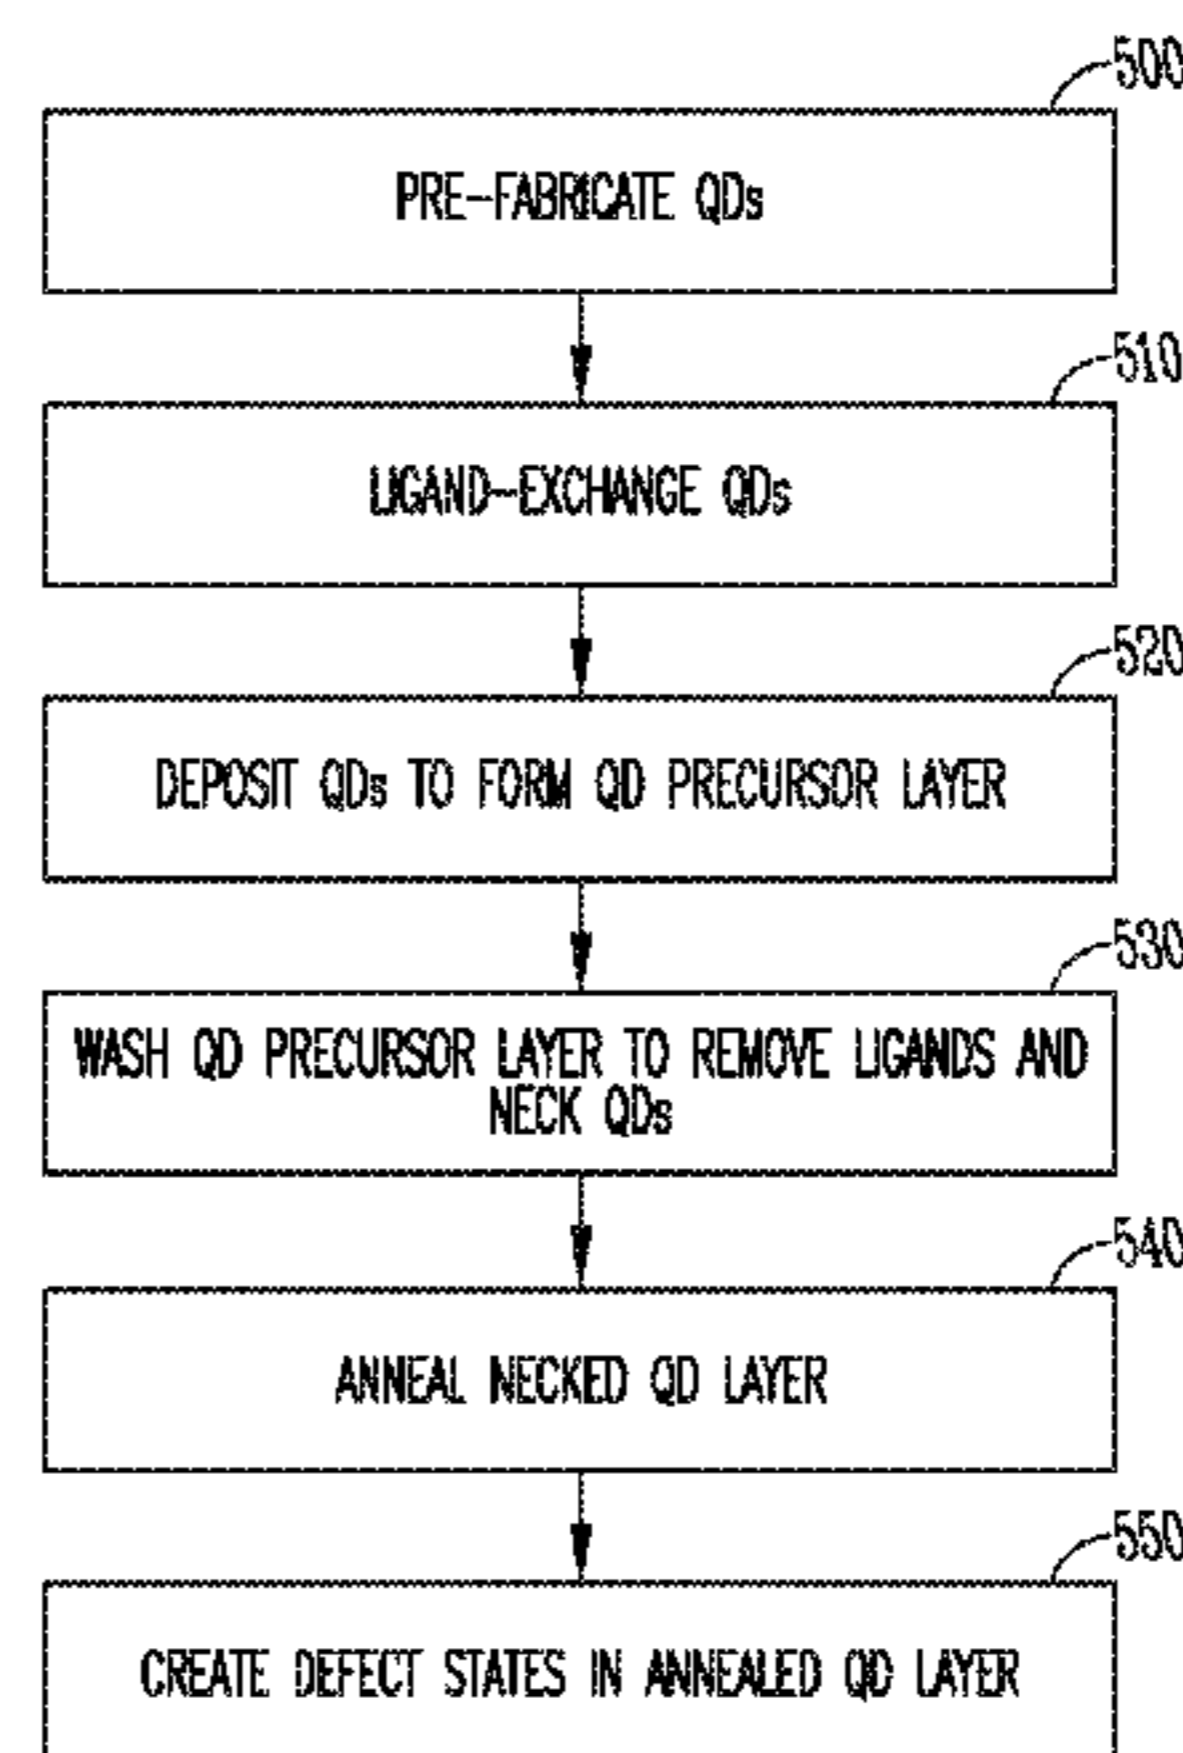 500
PRE-FABRICATE QDs
510
LIGAND-EXCHANGE QDs
520
DEPOSIT QDs TO FORM QD PRECURSOR LAYER
530
WASH QD PRECURSOR LAYER TO REMOVE LIGANDS AND
NECK QDs
540
ANNEAL NECKED QD LAYER
550
CREATE DEFECT STATES IN ANNEALED QD LAYER